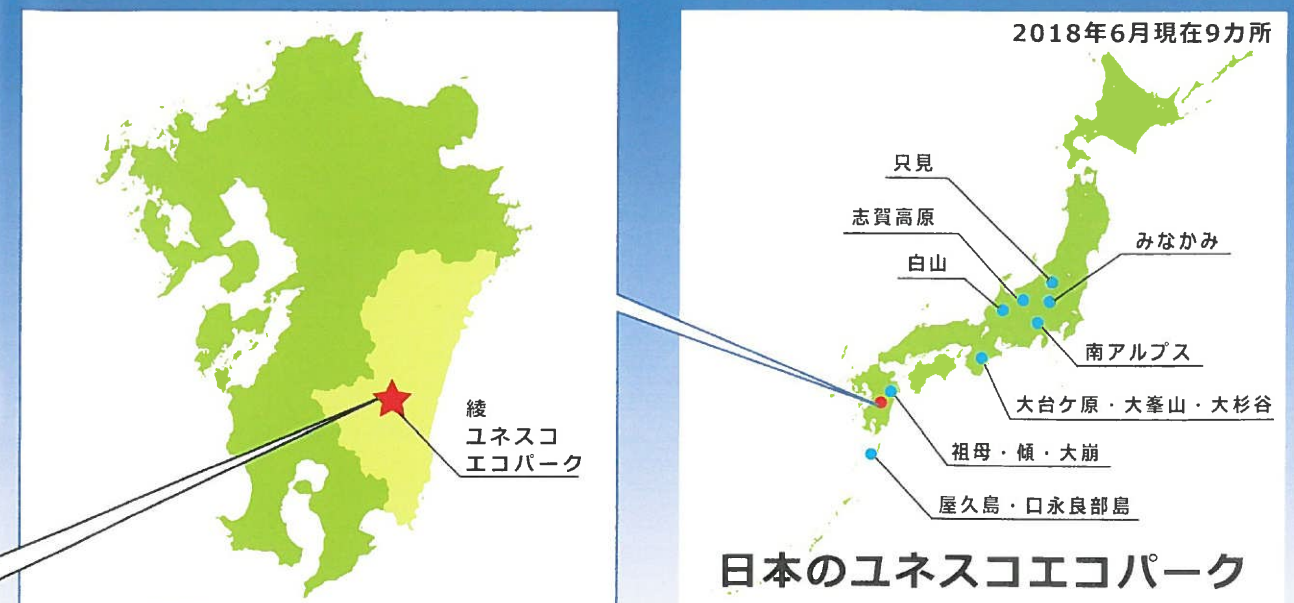 綾
ユネスコ
エコパーク
2018年6月現在9カ所
只見
志賀高原
みなかみ
白山
南アルプス
大台ケ原・大峯山・大杉谷
祖母・傾・大崩
屋久島・口永良部島
日本のユネスコエコパーク